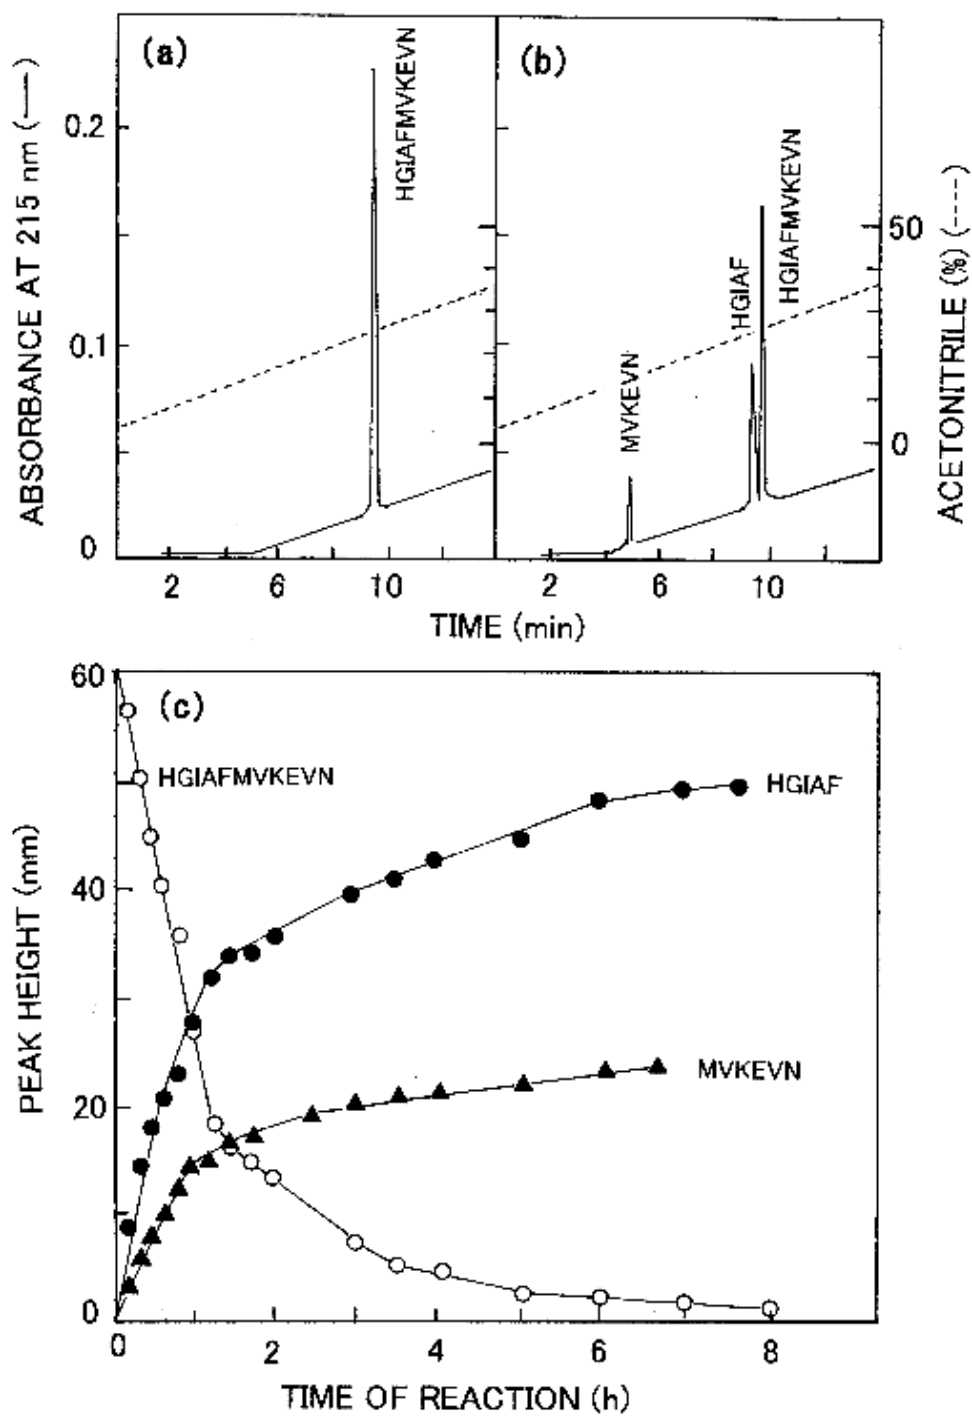 (a)
(b)
ABSORBANCE AT 215 nm (—)
0.2
0.1
0
HGIAFMVKEVN
MVKEVN
HGIAF
HGIAFMVKEVN
50
0
ACETONITRILE (%) (----)
2 6 10 2 6 10
TIME (min)
(c)
60
40
20
0
PEAK HEIGHT (mm)
HGIAFMVKEVN
HGIAF
MVKEVN
0 2 4 6 8
TIME OF REACTION (h)